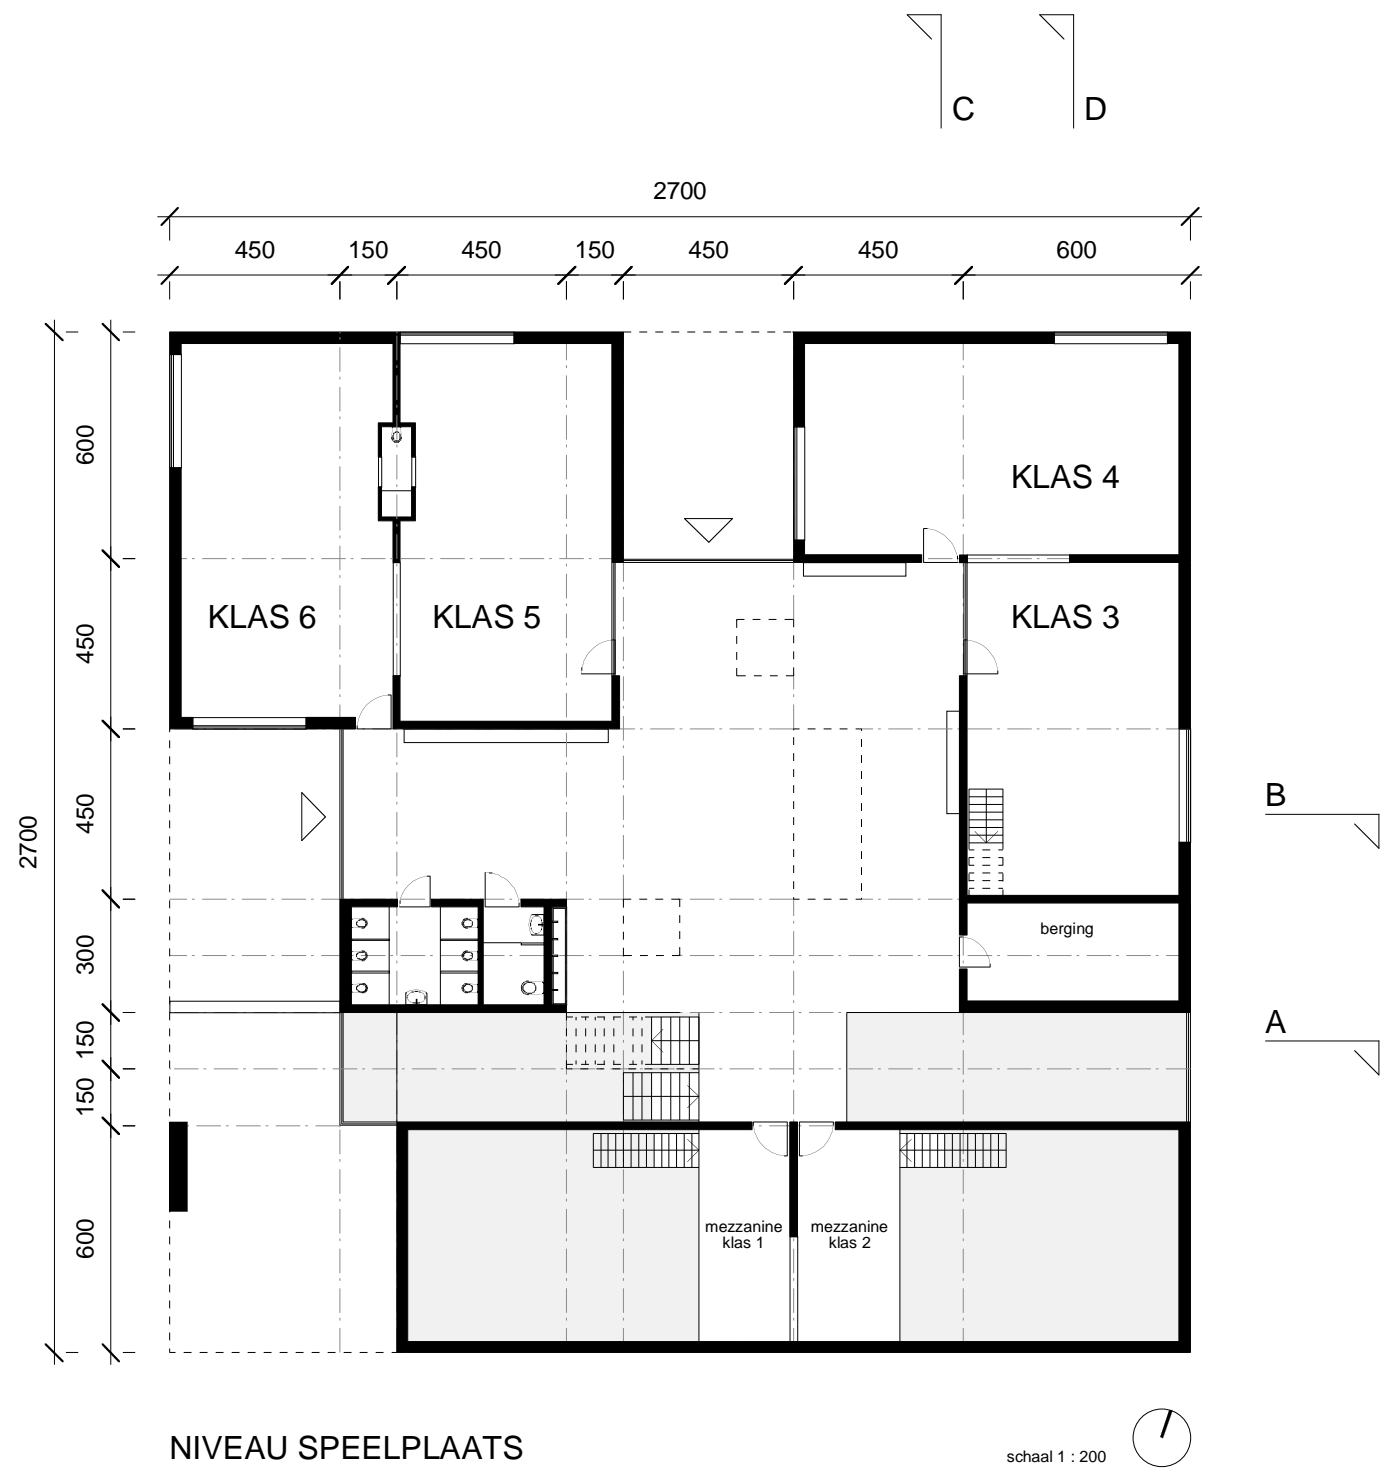 C
D
2700
450 150 450 150 450 450 600
2700
600
450
450
300
150
150
600
KLAS 4
KLAS 6
KLAS 5
KLAS 3
B
berging
A
mezzanine
klas 1
mezzanine
klas 2
NIVEAU SPEELPLAATS
schaal 1 : 200